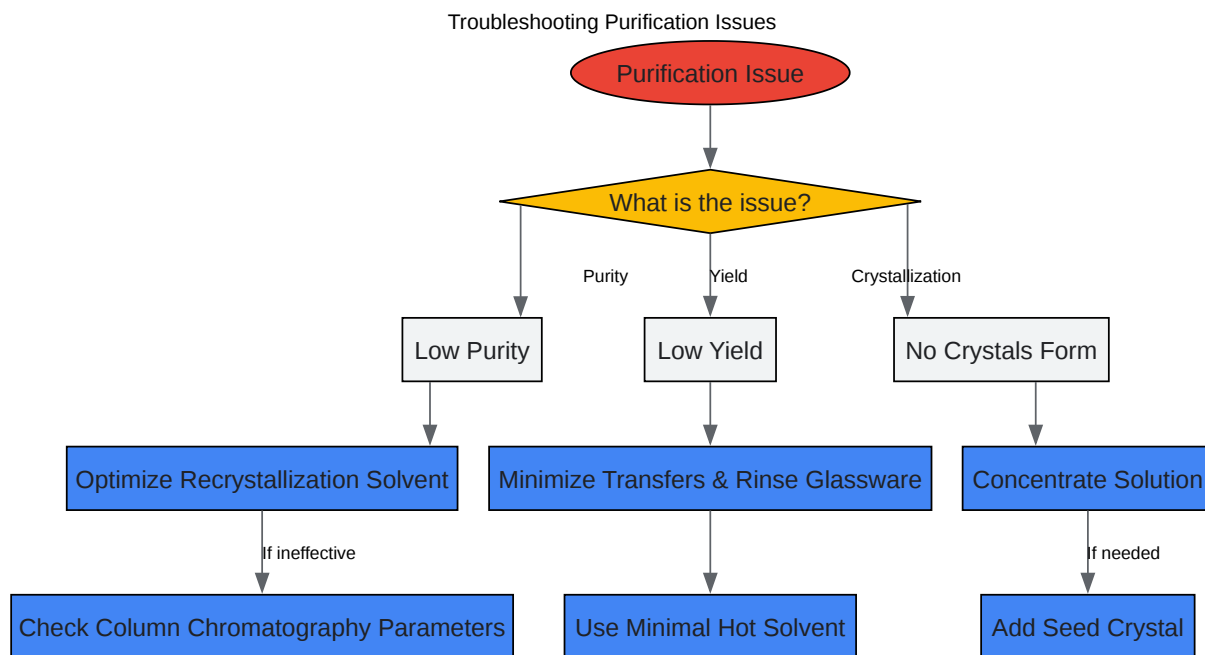 Troubleshooting Purification Issues
Purification Issue
What is the issue?
Purity
Yield
Crystallization
Low Purity
Low Yield
No Crystals Form
Optimize Recrystallization Solvent
Minimize Transfers & Rinse Glassware
Concentrate Solution
If ineffective
If needed
Check Column Chromatography Parameters
Use Minimal Hot Solvent
Add Seed Crystal